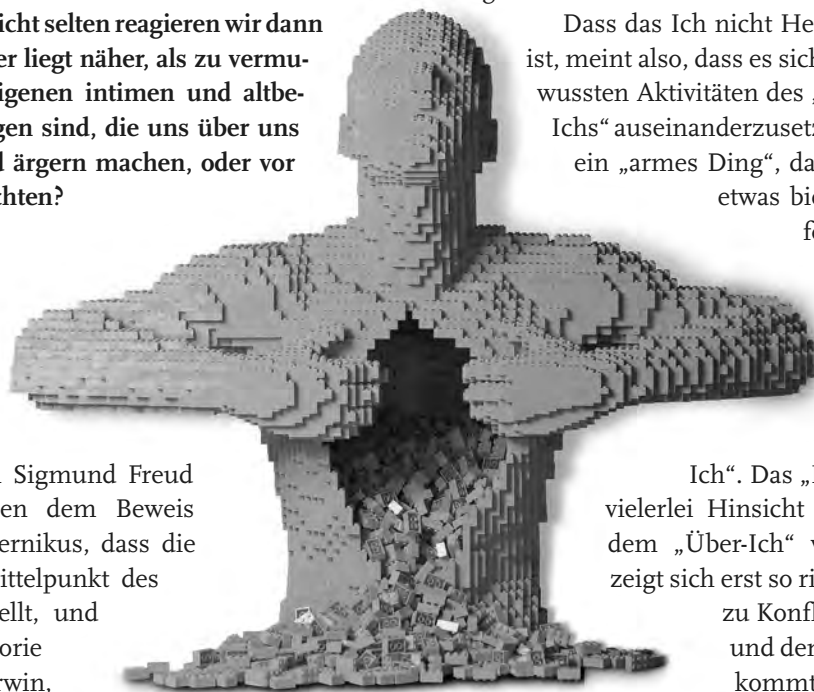 icht selten reagieren wir dann
er liegt näher, als zu vermu-
igenen intimen und altbe-
gen sind, die uns über uns
d ärgern machen, oder vor
chten?
Sigmund Freud
en dem Beweis
ernikus, dass die
ittelpunkt des
ellt, und
orie
rwin,
Dass das Ich nicht He
ist, meint also, dass es sich
wussten Aktivitäten des „
Ichs“ auseinanderzusetz
ein „armes Ding“, da
etwas bie
fo
Ich“. Das „
vielerlei Hinsicht
dem „Über-Ich“ v
zeigt sich erst so ri
zu Konfl
und der
kommt